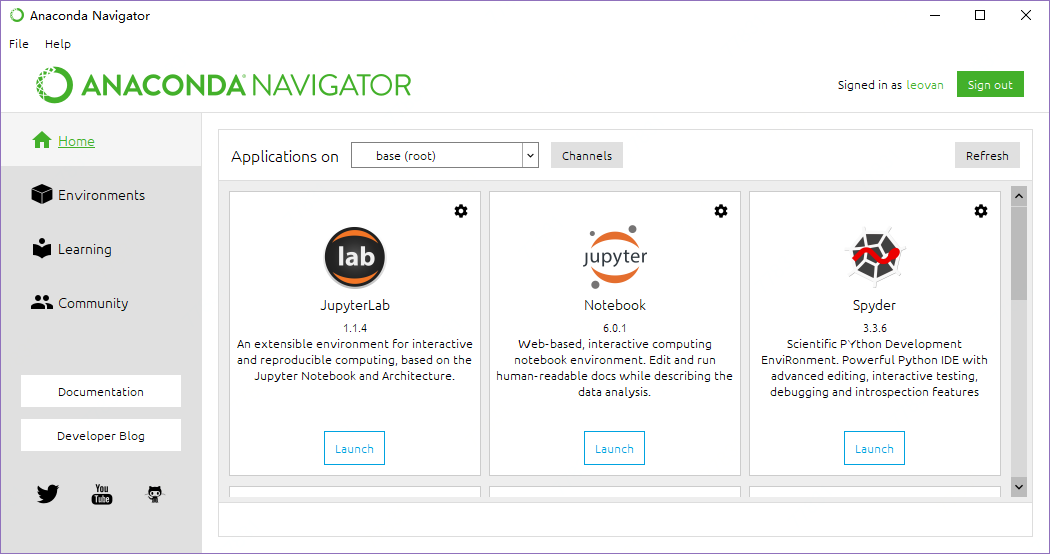 Anaconda Navigator
File Help
ANACONDA NAVIGATOR
Signed in as leovan Sign out
Home
Environments
Learning
Community
Documentation
Developer Blog
You
Tube
Applications on base (root) Channels Refresh
lab
JupyterLab
1.1.4
An extensible environment for interactive
and reproducible computing, based on the
Jupyter Notebook and Architecture.
Launch
jupyter
Notebook
6.0.1
Web-based, interactive computing
notebook environment. Edit and run
human-readable docs while describing the
data analysis.
Launch
Spyder
3.3.6
Scientific PYthon Development
EnviRonment. Powerful Python IDE with
advanced editing, interactive testing,
debugging and introspection features
Launch